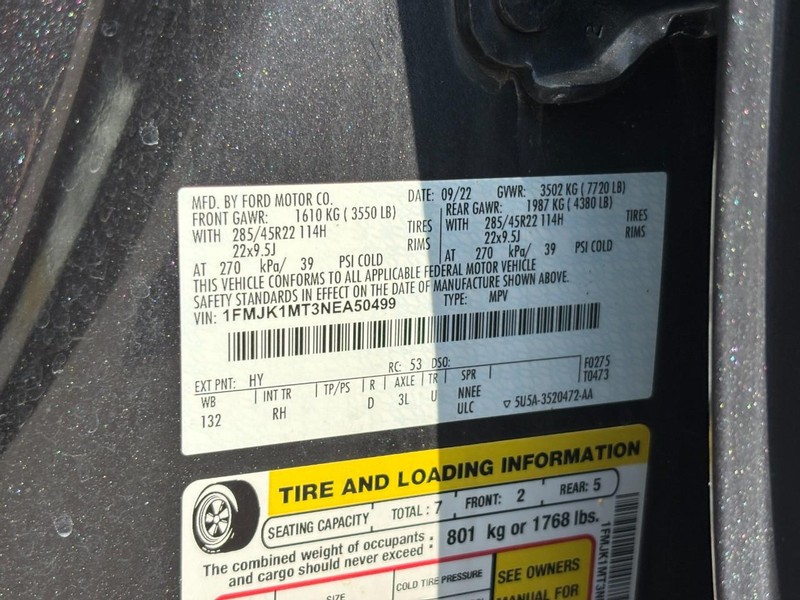 MFD. BY FORD MOTOR CO. DATE: 09/22 GVWR: 3502 KG (7720 LB)
FRONT GAWR: 1610 KG (3550 LB) REAR GAWR: 1987 KG (4380 LB)
WITH 285/45R22 114H TIRES WITH 285/45R22 114H TIRES
22x9.5J RIMS 22x9.5J RIMS
AT 270 kPa/ 39 PSI COLD AT 270 kPa/ 39 PSI COLD
THIS VEHICLE CONFORMS TO ALL APPLICABLE FEDERAL MOTOR VEHICLE
SAFETY STANDARDS IN EFFECT ON THE DATE OF MANUFACTURE SHOWN ABOVE.
VIN: 1FMJK1MT3NEA50499 TYPE: MPV
EXT PNT: HY RC: 53 DSO: F0275
WB INT TR TP/PS R AXLE TR SPR T0473
132 RH D 3L U NNEE
ULC ▽ 5U5A-3520472-AA
TIRE AND LOADING INFORMATION
SEATING CAPACITY TOTAL : 7 FRONT: 2 REAR: 5
The combined weight of occupants
and cargo should never exceed : 801 kg or 1768 lbs.
SIZE COLD TIRE PRESSURE SEE OWNERS
MANUAL FOR
1FMJK1MT3N